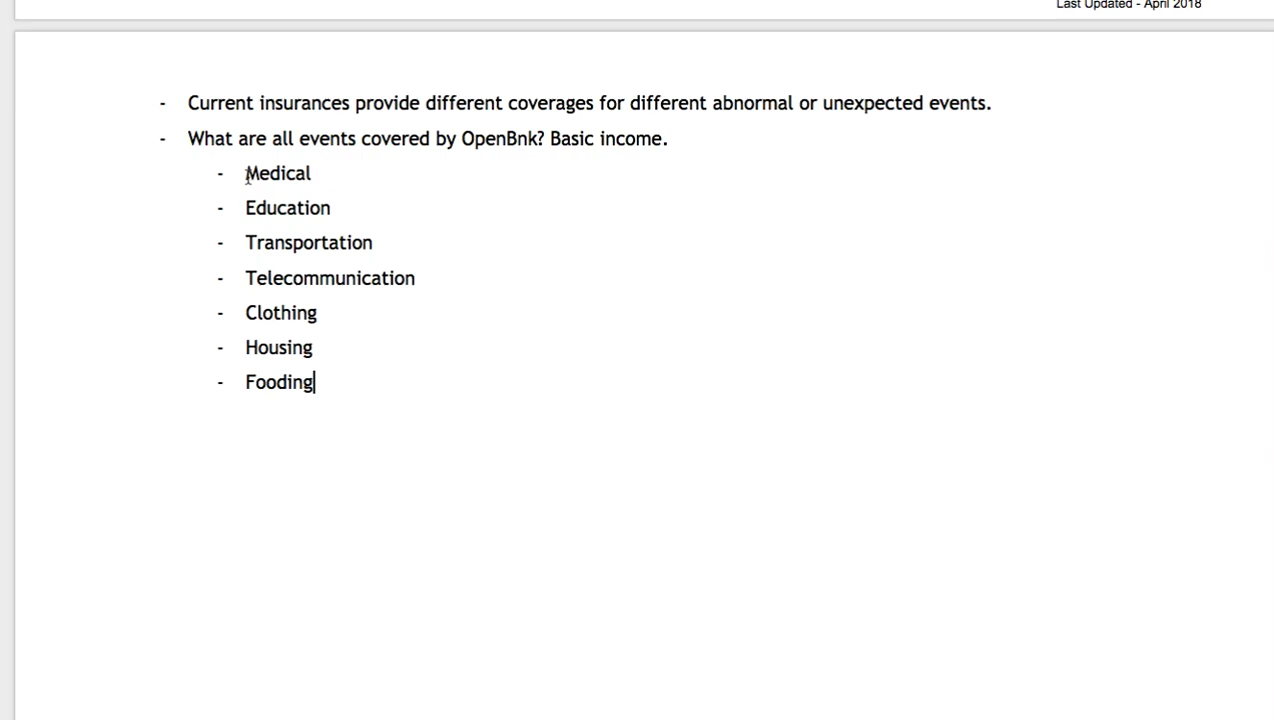 Last Updated - April 2018
- Current insurances provide different coverages for different abnormal or unexpected events.
- What are all events covered by OpenBnk? Basic income.
- Medical
- Education
- Transportation
- Telecommunication
- Clothing
- Housing
- Fooding